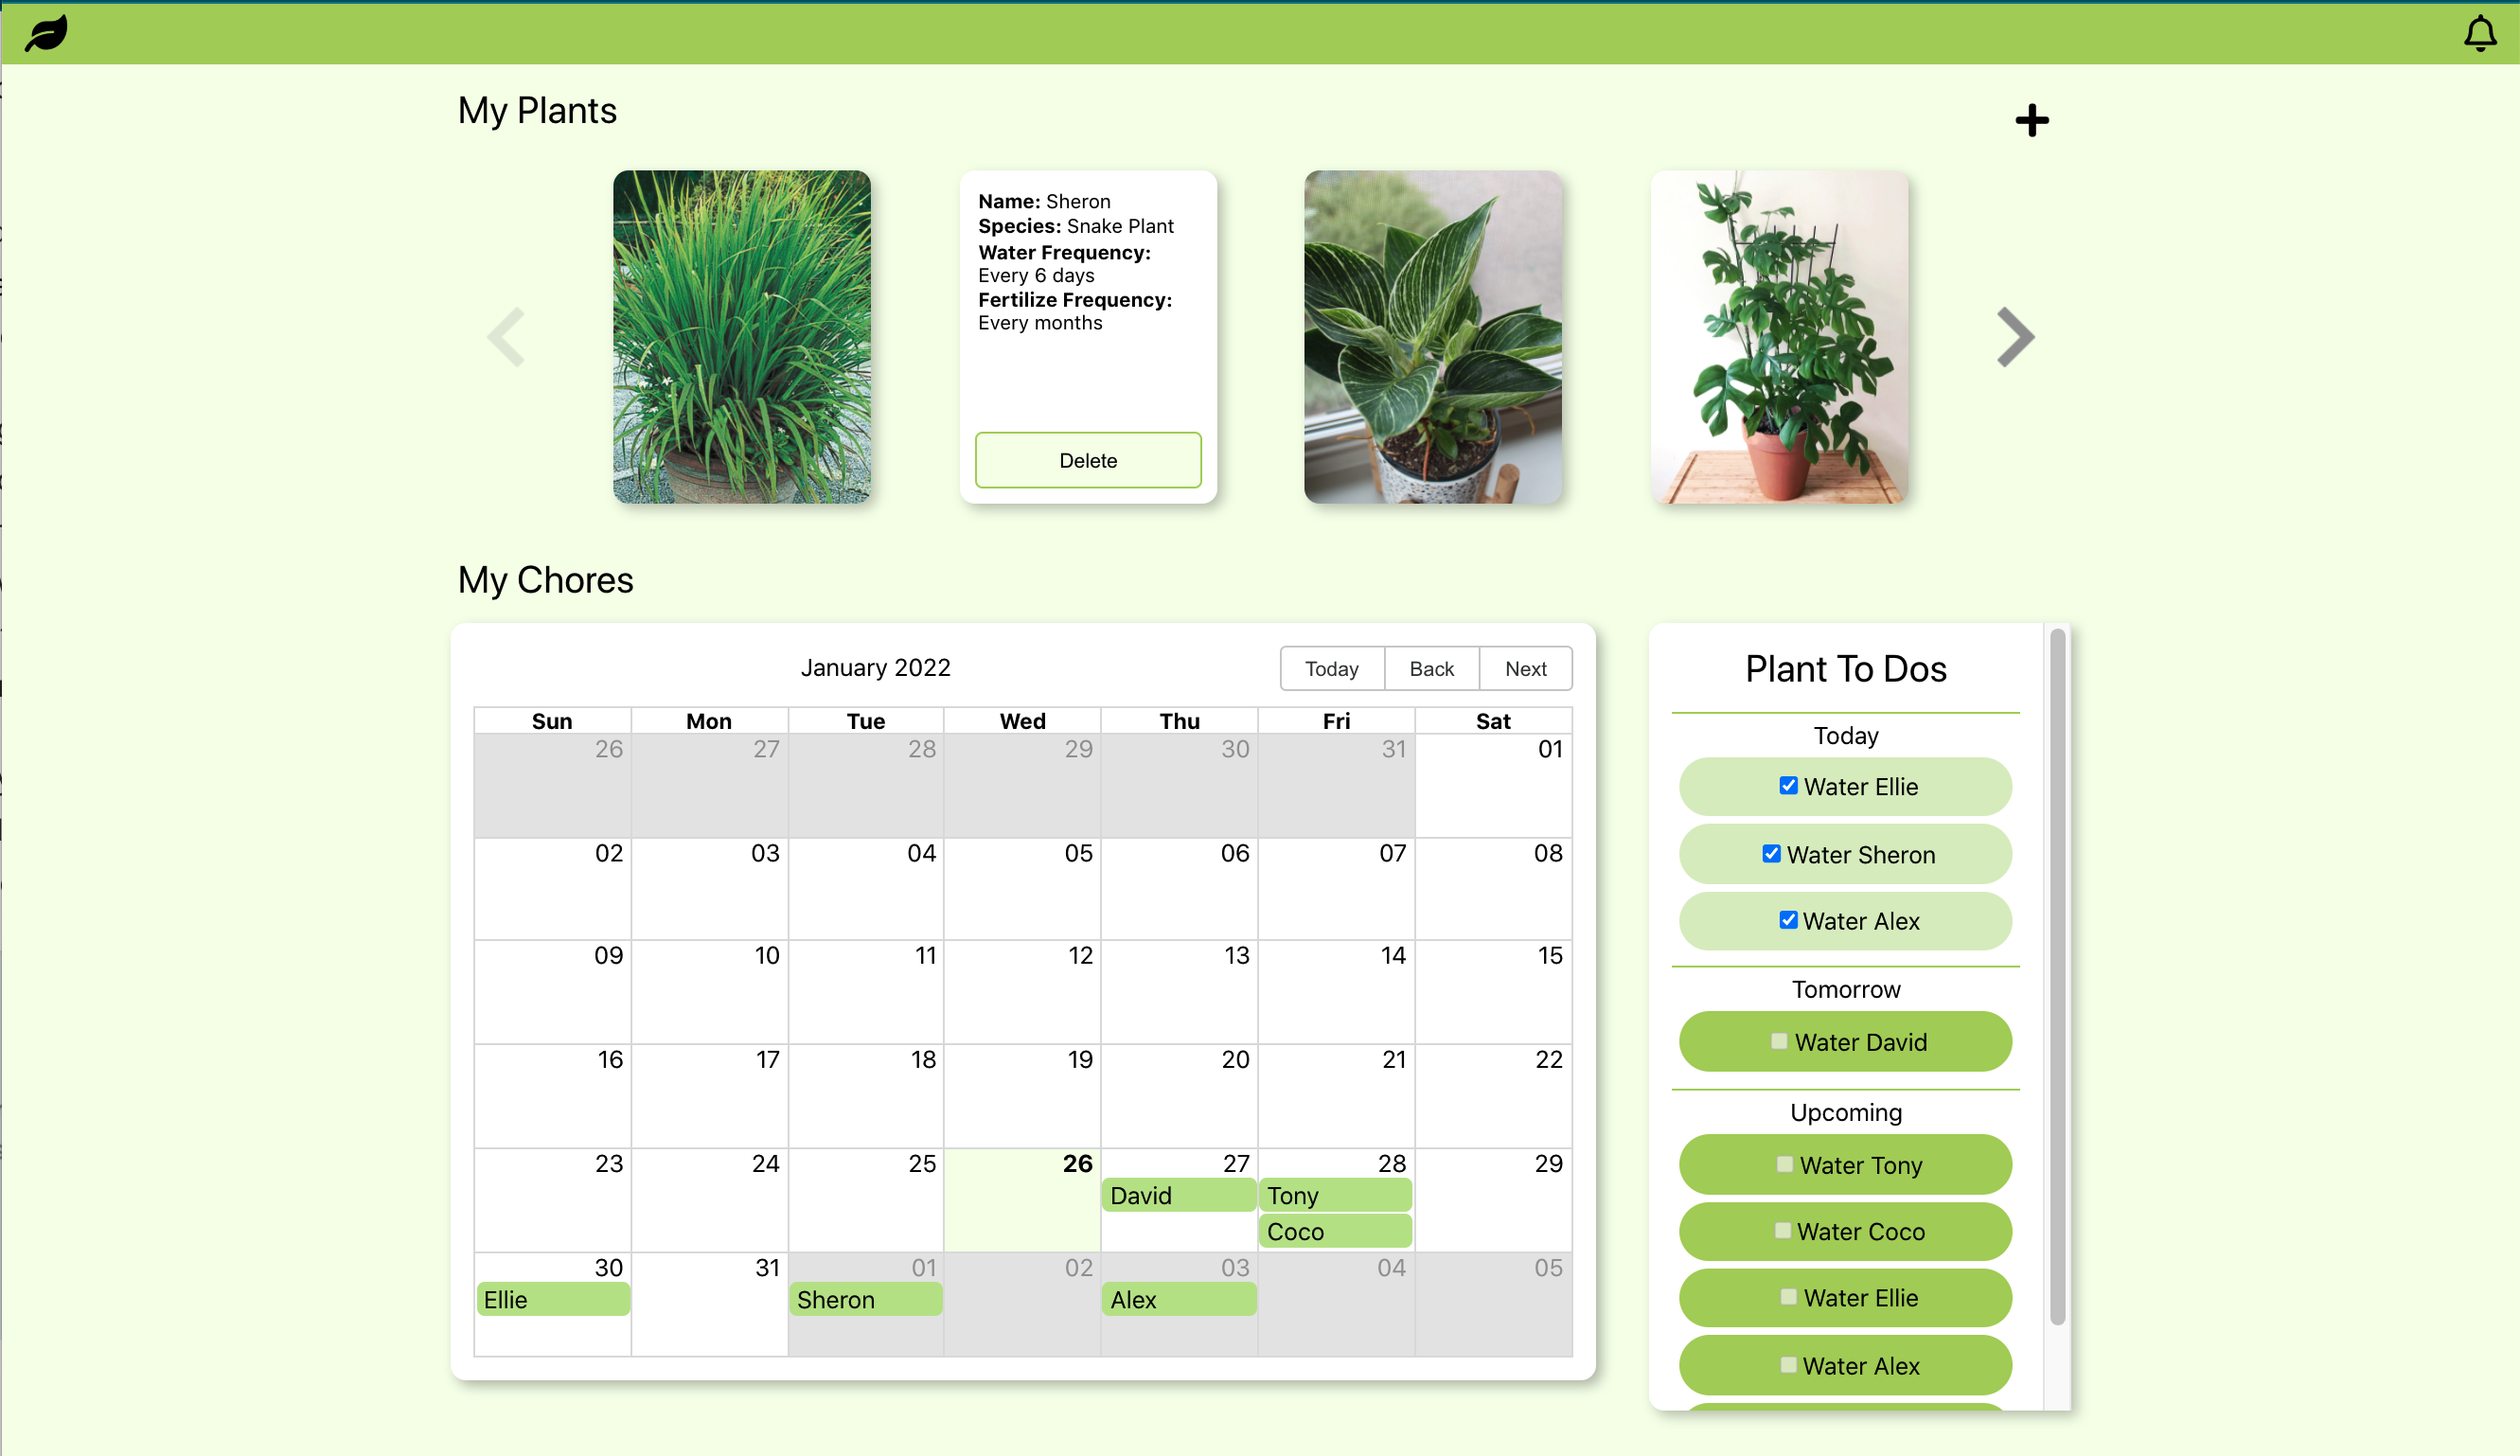 My Plants
Name: Sheron
Species: Snake Plant
Water Frequency:
Every 6 days
Fertilize Frequency:
Every months
Delete
My Chores
January 2022
Today Back Next
Sun Mon Tue Wed Thu Fri Sat
26 27 28 29 30 31 01
02 03 04 05 06 07 08
09 10 11 12 13 14 15
16 17 18 19 20 21 22
23 24 25 26 27 28 29
David Tony
Coco
30 31 01 02 03 04 05
Ellie Sheron Alex
Plant To Dos
Today
Water Ellie
Water Sheron
Water Alex
Tomorrow
Water David
Upcoming
Water Tony
Water Coco
Water Ellie
Water Alex